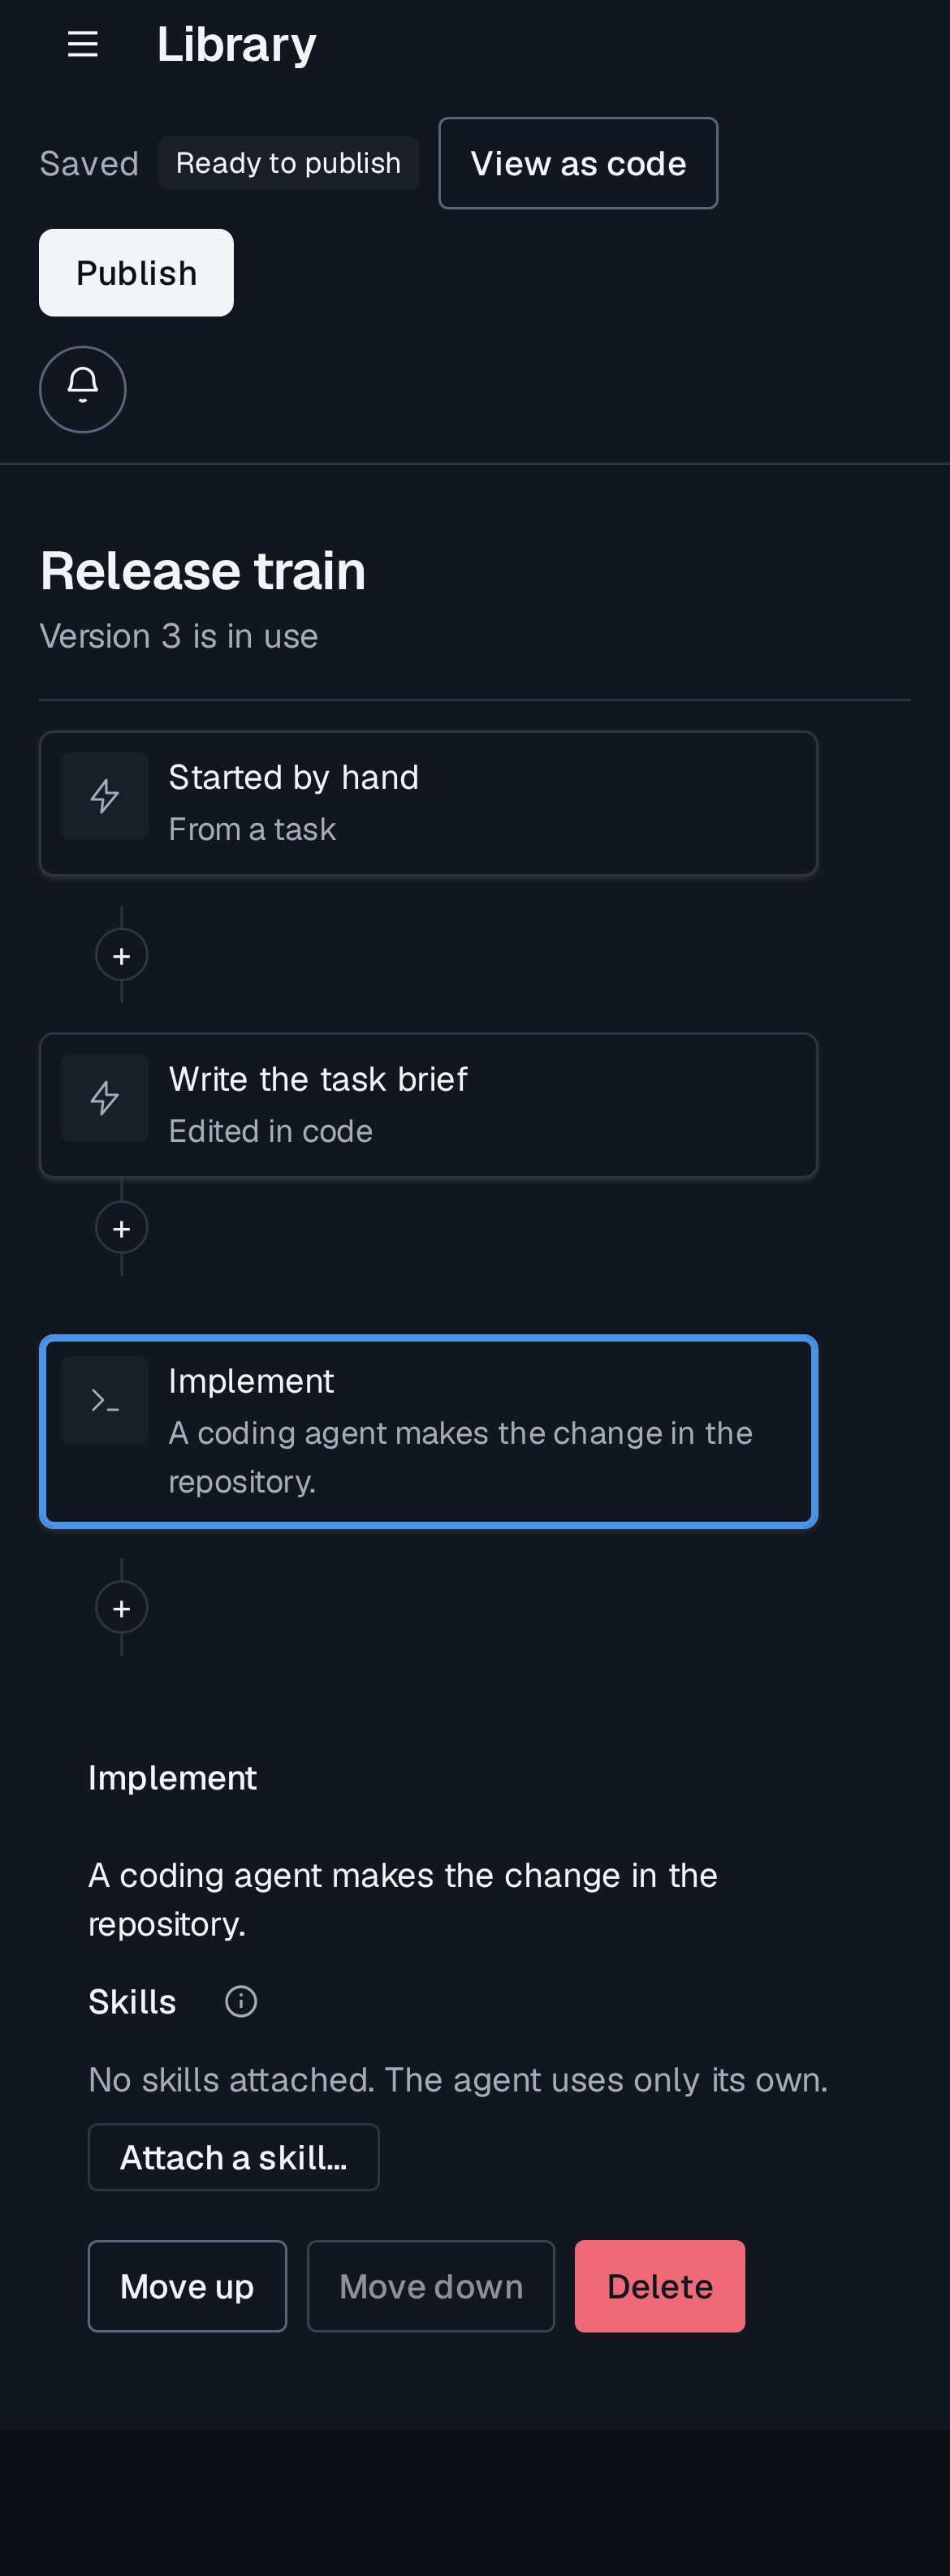 Library
Saved
Ready to publish
View as code
Publish
Release train
Version 3 is in use
Started by hand
From a task
+
Write the task brief
Edited in code
+
Implement
A coding agent makes the change in the
repository.
+
Implement
A coding agent makes the change in the
repository.
Skills
No skills attached. The agent uses only its own.
Attach a skill...
Move up
Move down
Delete